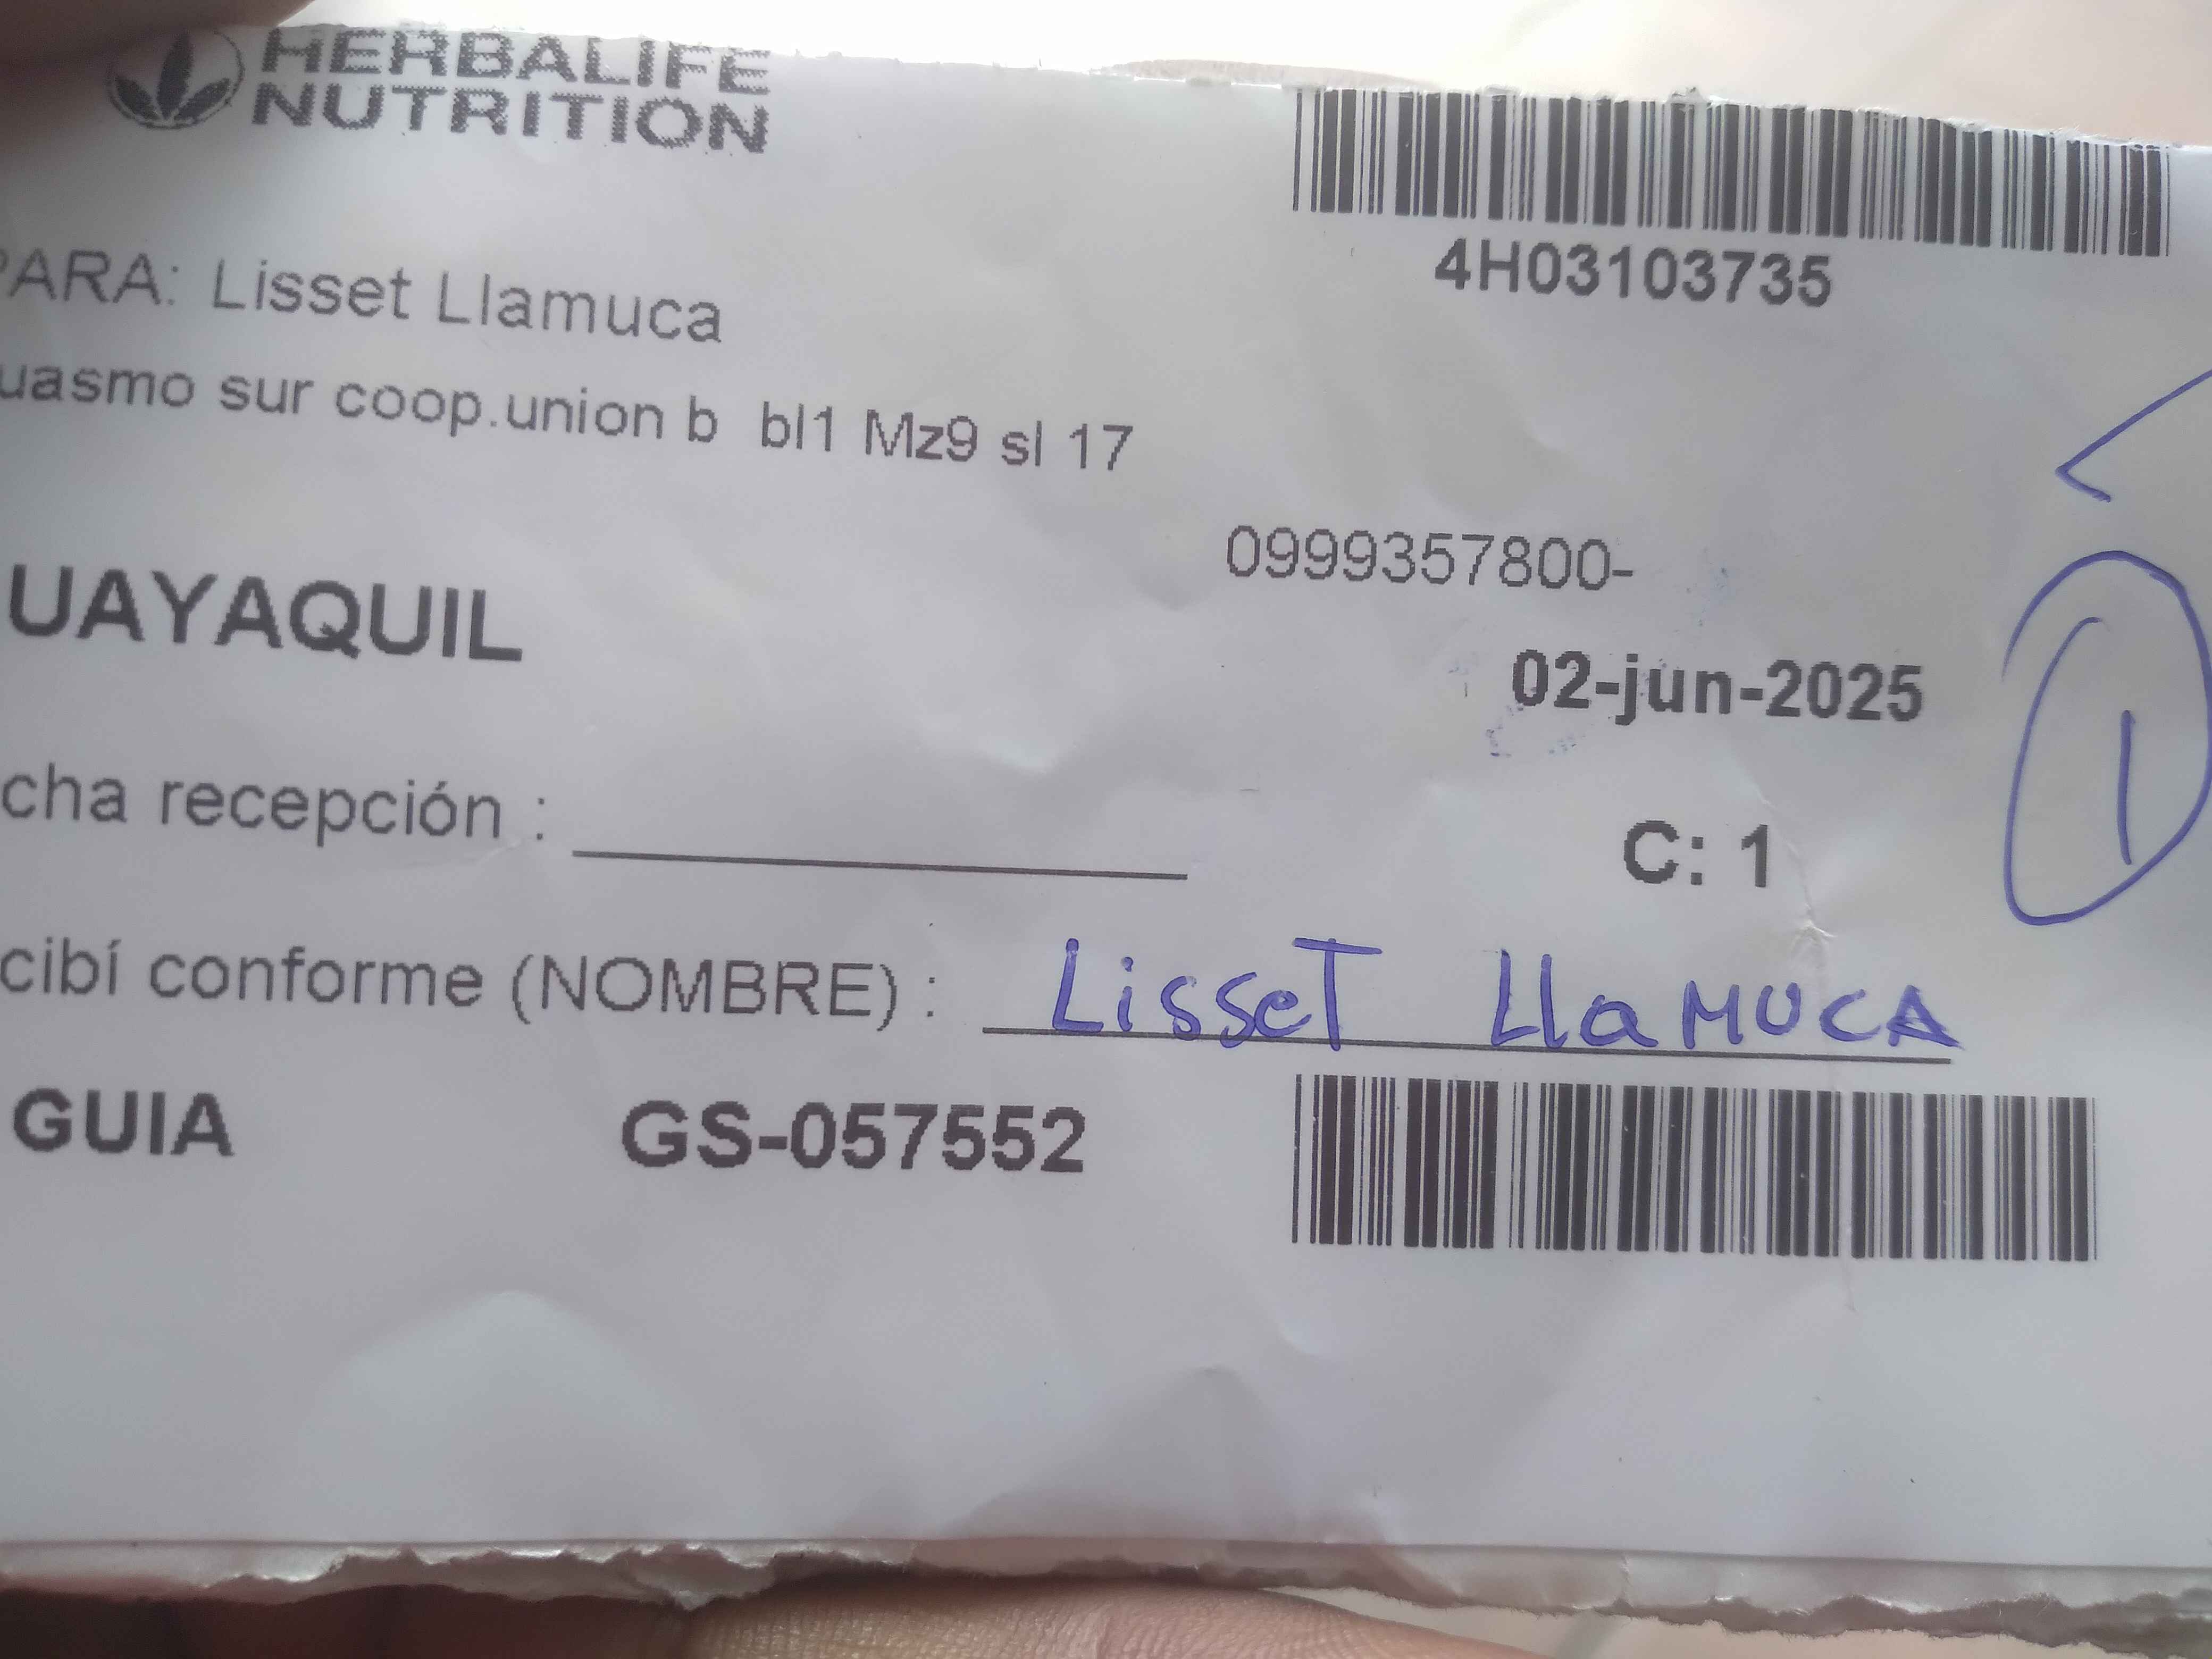 HERBALIFE
NUTRITION
4H03103735
PARA: Lisset Llamuca
uasmo sur coop.union b bl1 Mz9 sl 17
0999357800-
UAYAQUIL
02-jun-2025
cha recepción :
C: 1
1
cibí conforme (NOMBRE) : LisseT LlaMUCA
GUIA GS-057552